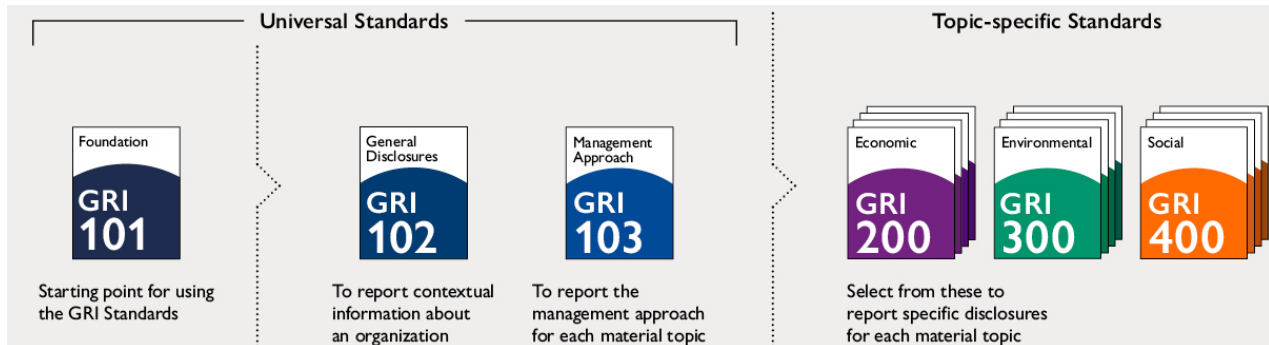 Universal Standards
Topic-specific Standards
Foundation
GRI
101
Starting point for using
the GRI Standards
General
Disclosures
GRI
102
To report contextual
information about
an organization
Management
Approach
GRI
103
To report the
management approach
for each material topic
Economic
GRI
200
Environmental
GRI
300
Social
GRI
400
Select from these to
report specific disclosures
for each material topic